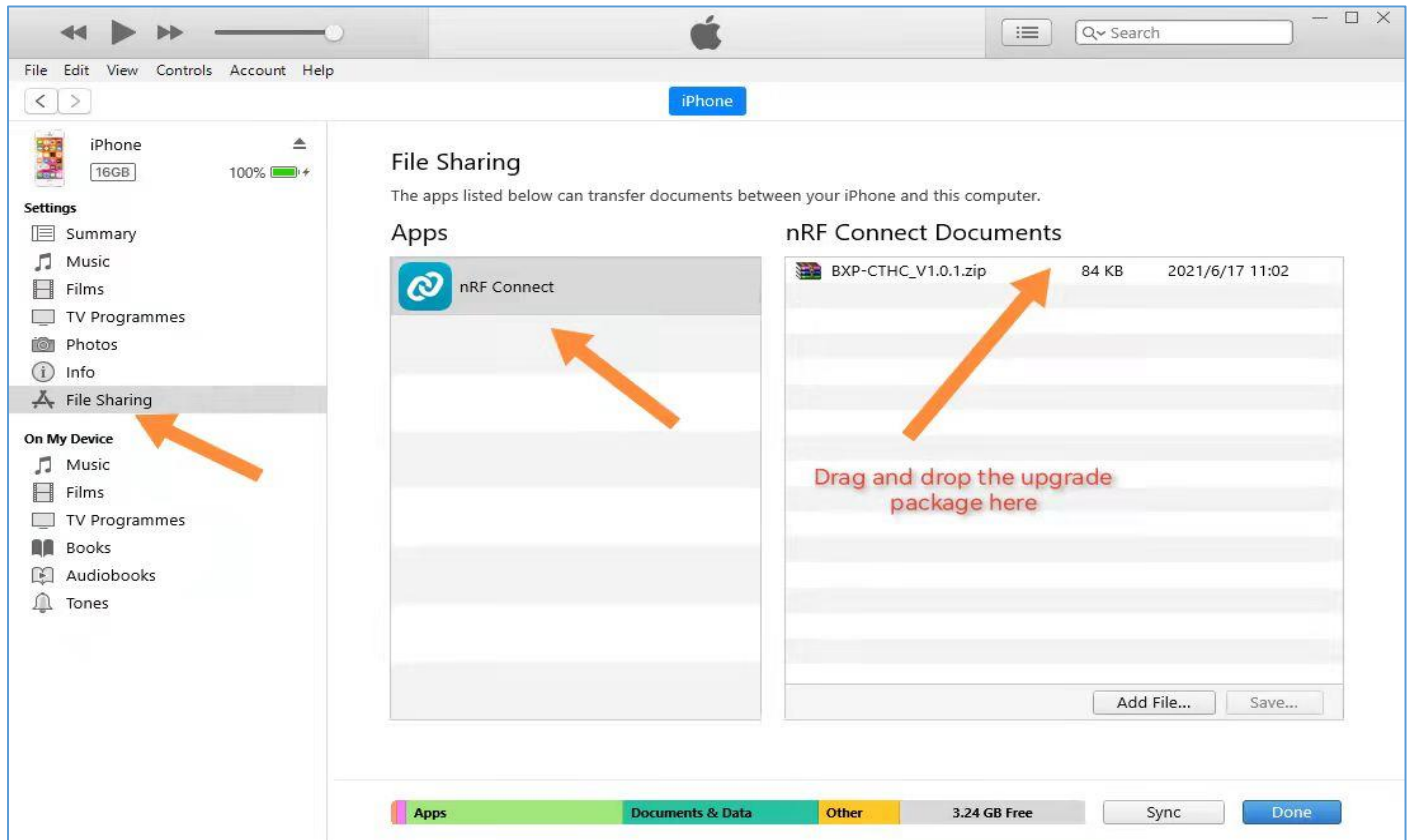 Search
File Edit View Controls Account Help
iPhone
iPhone
16GB 100%
Settings
Summary
Music
Films
TV Programmes
Photos
Info
File Sharing
On My Device
Music
Films
TV Programmes
Books
Audiobooks
Tones
File Sharing
The apps listed below can transfer documents between your iPhone and this computer.
Apps
nRF Connect
nRF Connect Documents
BXP-CTHC_V1.0.1.zip 84 KB 2021/6/17 11:02
Drag and drop the upgrade
package here
Add File... Save...
Apps Documents & Data Other 3.24 GB Free Sync Done